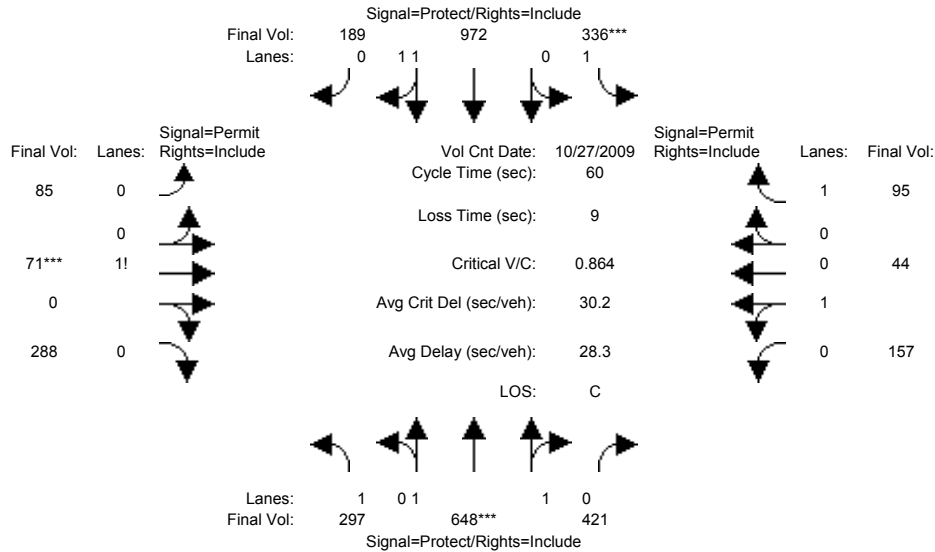 Signal=Protect/Rights=Include
Final Vol: 189 972 336***
Lanes: 0 1 1 0 1
Signal=Permit Signal=Permit
Final Vol: Lanes: Rights=Include Vol Cnt Date: 10/27/2009 Rights=Include Lanes: Final Vol:
Cycle Time (sec): 60
85 0 1 95
Loss Time (sec): 9
0 0
71*** 1! Critical V/C: 0.864 0 44
0 Avg Crit Del (sec/veh): 30.2 1
288 0 Avg Delay (sec/veh): 28.3 0 157
LOS: C
Lanes: 1 0 1 1 0
Final Vol: 297 648*** 421
Signal=Protect/Rights=Include